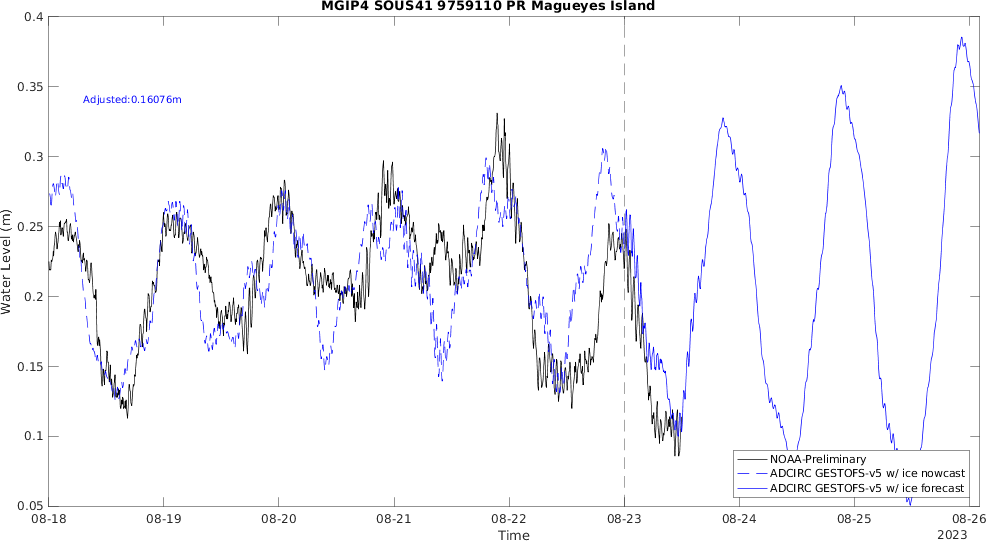 MGIP4 SOUS41 9759110 PR Magueyes Island
0.4
0.35
0.3
0.25
0.2
0.15
0.1
0.05
Water Level (m)
Adjusted:0.16076m
NOAA-Preliminary
ADCIRC GESTOFS-v5 w/ ice nowcast
ADCIRC GESTOFS-v5 w/ ice forecast
08-18 08-19 08-20 08-21 08-22 08-23 08-24 08-25 08-26
Time
2023